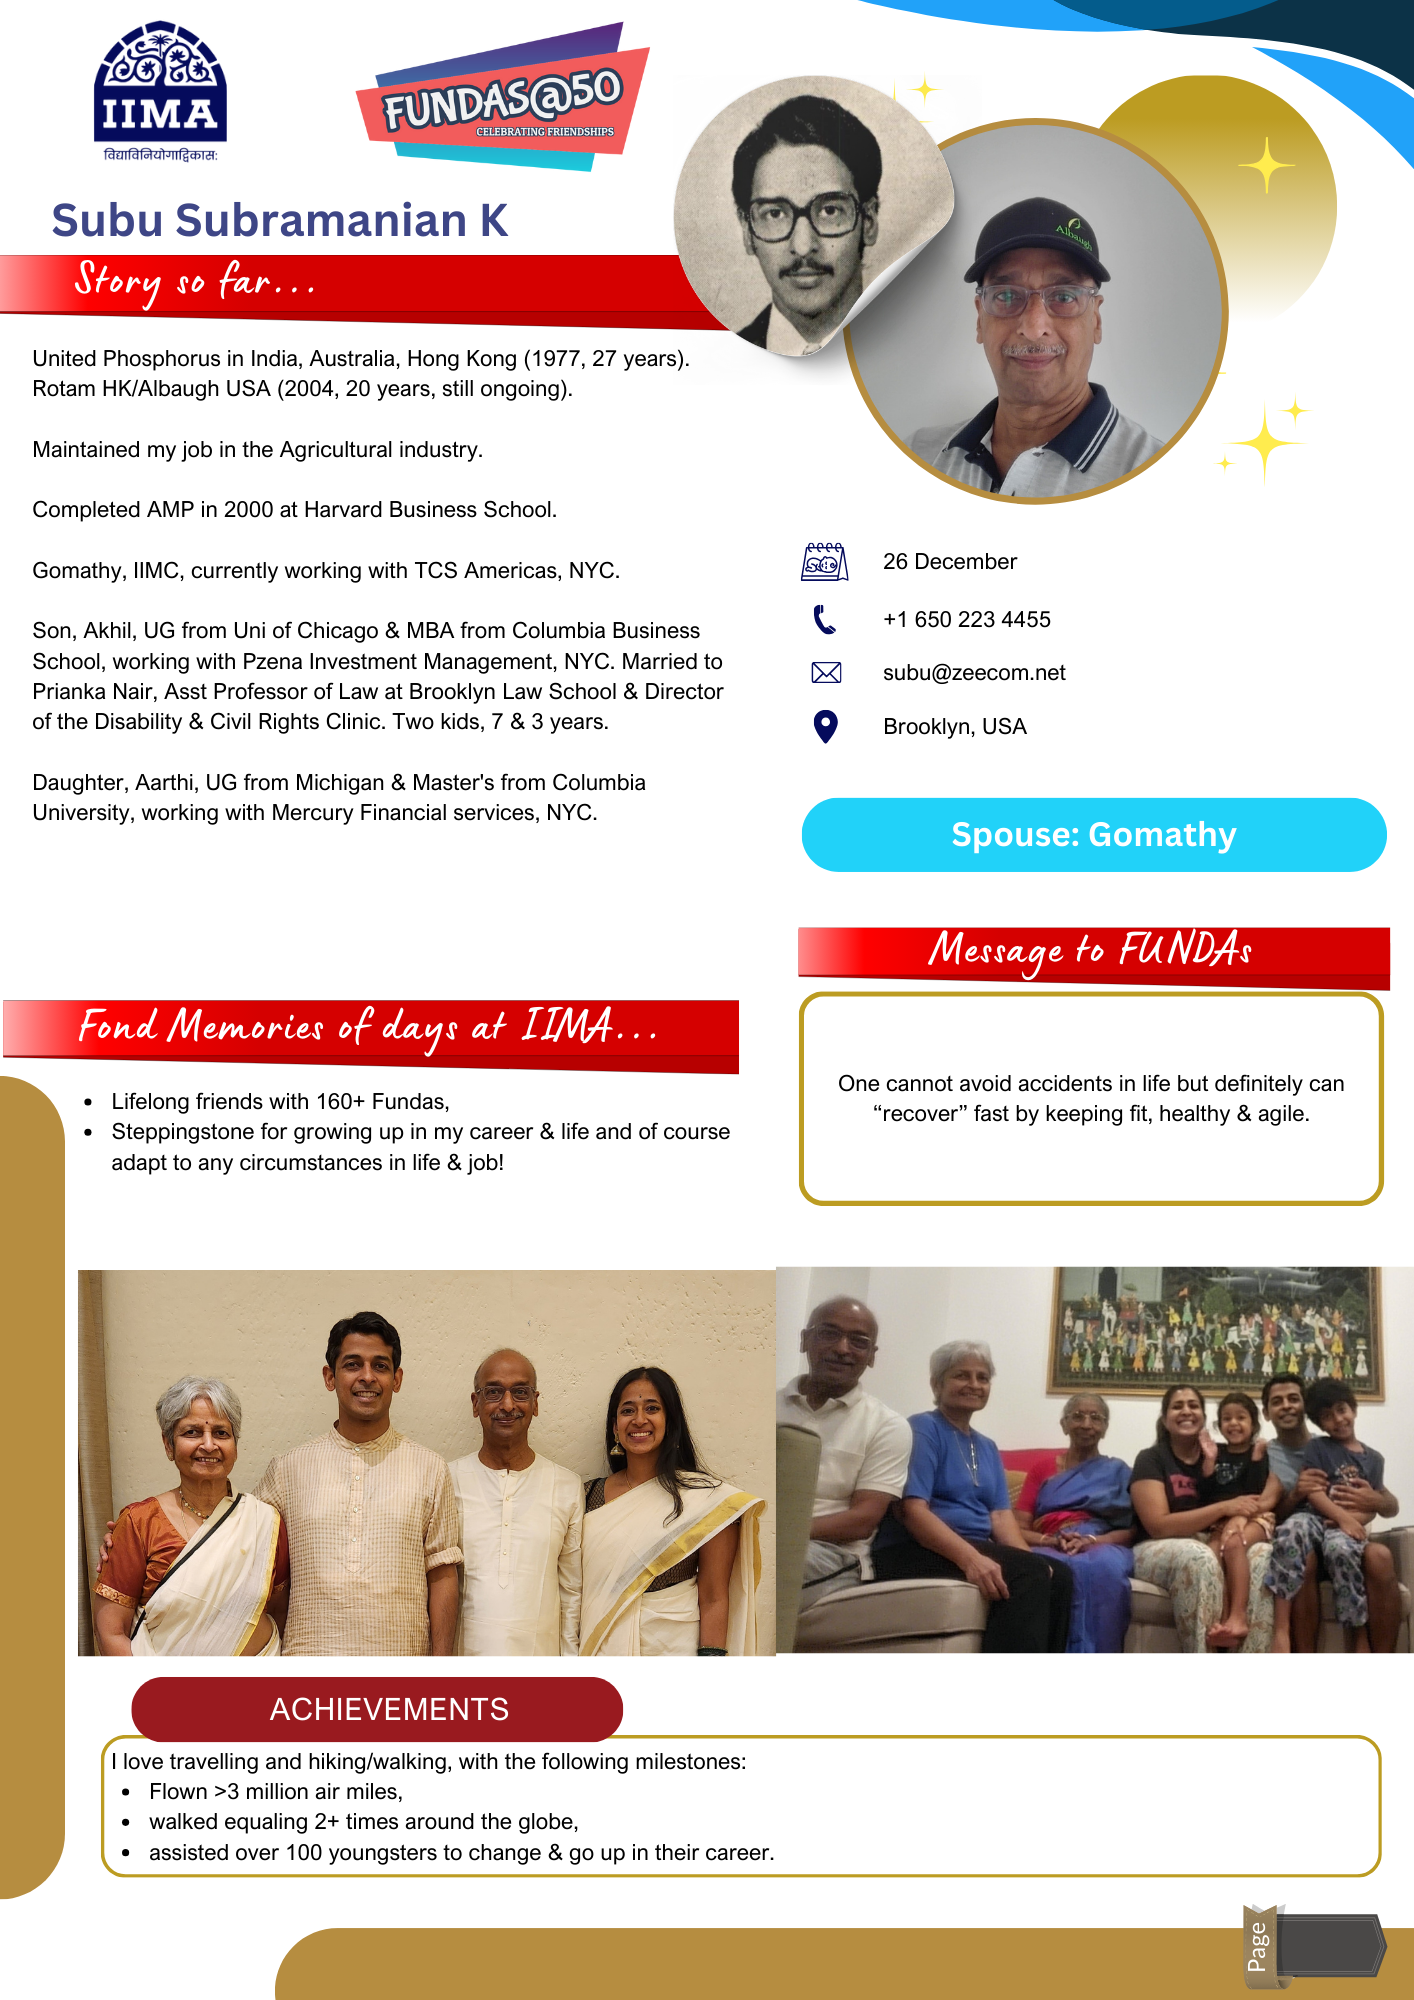 IIMA
विद्याविनियोगाद्विकास:
FUNDAS@50
CELEBRATING FRIENDSHIPS
Subu Subramanian K
Story so far...
United Phosphorus in India, Australia, Hong Kong (1977, 27 years).
Rotam HK/Albaugh USA (2004, 20 years, still ongoing).
Maintained my job in the Agricultural industry.
Completed AMP in 2000 at Harvard Business School.
Gomathy, IIMC, currently working with TCS Americas, NYC.
Son, Akhil, UG from Uni of Chicago & MBA from Columbia Business
School, working with Pzena Investment Management, NYC. Married to
Prianka Nair, Asst Professor of Law at Brooklyn Law School & Director
of the Disability & Civil Rights Clinic. Two kids, 7 & 3 years.
Daughter, Aarthi, UG from Michigan & Master's from Columbia
University, working with Mercury Financial services, NYC.
Albaugh
26 December
+1 650 223 4455
subu@zeecom.net
Brooklyn, USA
Spouse: Gomathy
Message to FUNDAs
One cannot avoid accidents in life but definitely can
“recover” fast by keeping fit, healthy & agile.
Fond Memories of days at IIMA...
• Lifelong friends with 160+ Fundas,
• Steppingstone for growing up in my career & life and of course
adapt to any circumstances in life & job!
ACHIEVEMENTS
I love travelling and hiking/walking, with the following milestones:
• Flown >3 million air miles,
• walked equaling 2+ times around the globe,
• assisted over 100 youngsters to change & go up in their career.
Page